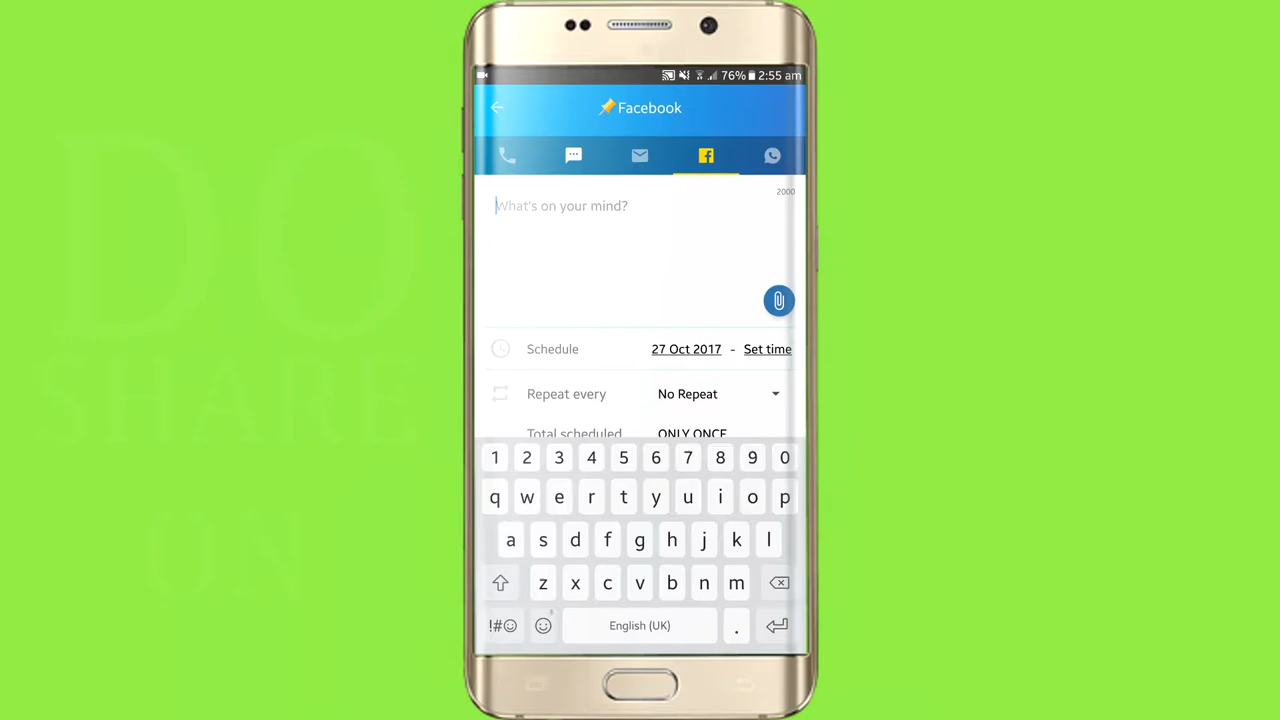 76% 2:55 am
Facebook
2000
What's on your mind?
Schedule 27 Oct 2017 - Set time
Repeat every No Repeat
Total scheduled ONLY ONCE
1 2 3 4 5 6 7 8 9 0
q w e r t y u i o p
a s d f g h j k l
z x c v b n m
!#☺ English (UK) .
DO
SHARE
ON